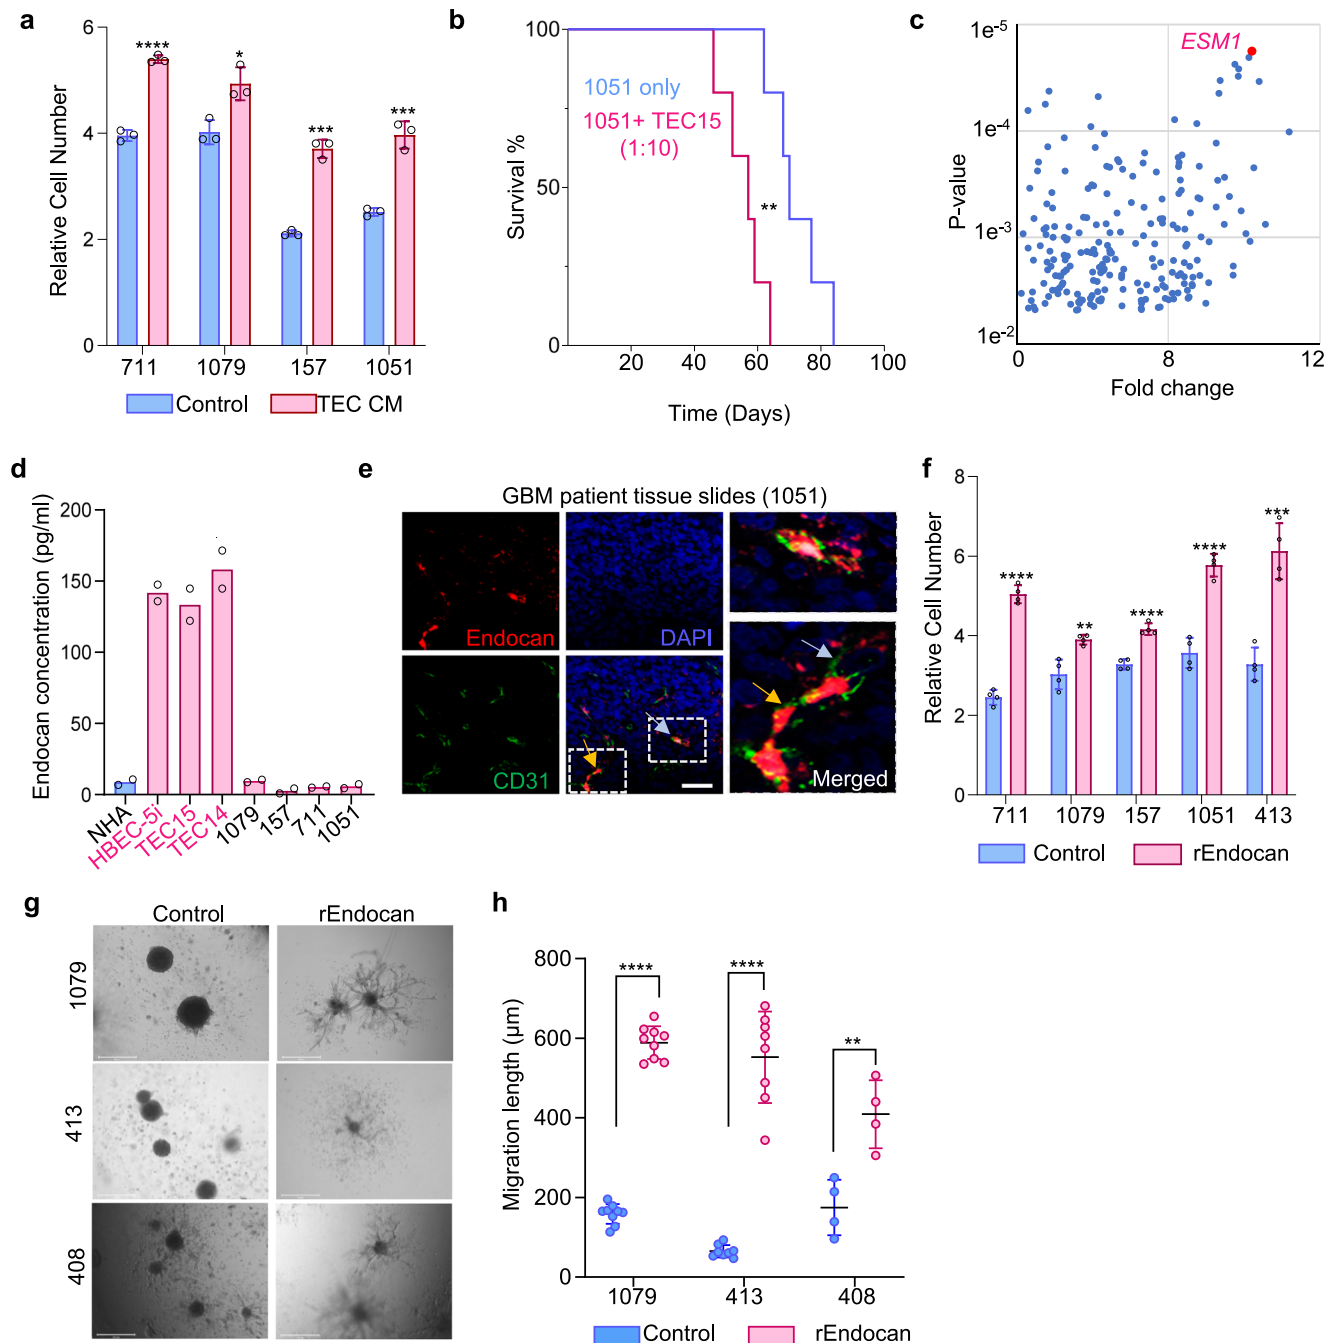 a
Relative Cell Number
6
4
2
0
****
*
***
***
711
1079
157
1051
Control
TEC CM
b
Survival %
100
50
0
1051 only
1051+ TEC15
(1:10)
**
20
40
60
80
100
Time (Days)
c
P-value
1e-5
1e-4
1e-3
1e-2
ESM1
0
8
12
Fold change
d
Endocan concentration (pg/ml)
200
150
100
50
0
NHA
HBEC-5i
TEC15
TEC14
1079
157
711
1051
e
GBM patient tissue slides (1051)
Endocan
DAPI
CD31
Merged
f
Relative Cell Number
8
6
4
2
0
****
**
****
****
***
711
1079
157
1051
413
Control
rEndocan
g
Control
rEndocan
1079
413
408
h
Migration length (μm)
800
600
400
200
0
****
****
**
1079
413
408
Control
rEndocan